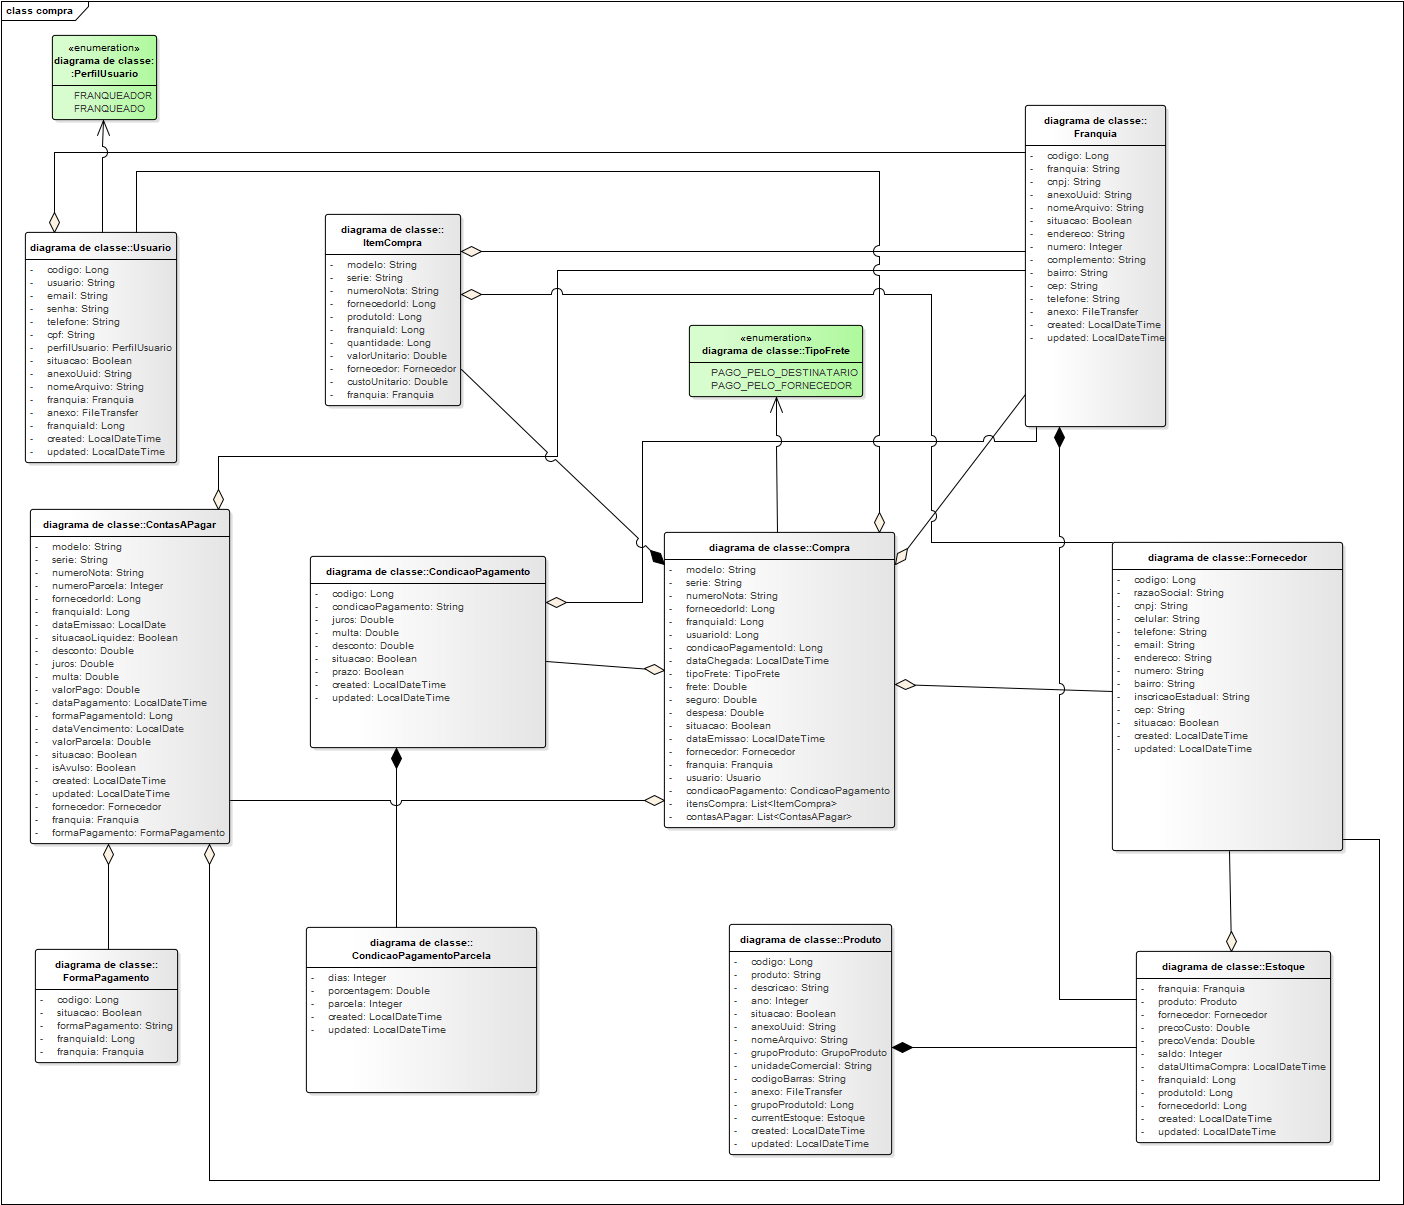 class compra
«enumeration»
diagrama de classe:
:PerfilUsuario
FRANQUEADOR
FRANQUEADO
diagrama de classe::
Franquia
- codigo: Long
- franquia: String
- cnpj: String
- anexoUuid: String
- nomeArquivo: String
- situacao: Boolean
- endereco: String
- numero: Integer
- complemento: String
- bairro: String
- cep: String
- telefone: String
- anexo: FileTransfer
- created: LocalDateTime
- updated: LocalDateTime
diagrama de classe::Usuario
- codigo: Long
- usuario: String
- email: String
- senha: String
- telefone: String
- cpf: String
- perfilUsuario: PerfilUsuario
- situacao: Boolean
- anexoUuid: String
- nomeArquivo: String
- franquia: Franquia
- anexo: FileTransfer
- franquiaId: Long
- created: LocalDateTime
- updated: LocalDateTime
diagrama de classe::
ItemCompra
- modelo: String
- serie: String
- numeroNota: String
- fornecedorId: Long
- produtoId: Long
- franquiaId: Long
- quantidade: Long
- valorUnitario: Double
- fornecedor: Fornecedor
- custoUnitario: Double
- franquia: Franquia
«enumeration»
diagrama de classe::TipoFrete
PAGO_PELO_DESTINATARIO
PAGO_PELO_FORNECEDOR
diagrama de classe::ContasAPagar
- modelo: String
- serie: String
- numeroNota: String
- numeroParcela: Integer
- fornecedorId: Long
- franquiaId: Long
- dataEmissao: LocalDate
- situacaoLiquidez: Boolean
- desconto: Double
- juros: Double
- multa: Double
- valorPago: Double
- dataPagamento: LocalDateTime
- formaPagamentoId: Long
- dataVencimento: LocalDate
- valorParcela: Double
- situacao: Boolean
- isAvulso: Boolean
- created: LocalDateTime
- updated: LocalDateTime
- fornecedor: Fornecedor
- franquia: Franquia
- formaPagamento: FormaPagamento
diagrama de classe::CondicaoPagamento
- codigo: Long
- condicaoPagamento: String
- juros: Double
- multa: Double
- desconto: Double
- situacao: Boolean
- prazo: Boolean
- created: LocalDateTime
- updated: LocalDateTime
diagrama de classe::Compra
- modelo: String
- serie: String
- numeroNota: String
- fornecedorId: Long
- franquiaId: Long
- usuarioId: Long
- condicaoPagamentoId: Long
- dataChegada: LocalDateTime
- tipoFrete: TipoFrete
- frete: Double
- seguro: Double
- despesa: Double
- situacao: Boolean
- dataEmissao: LocalDateTime
- fornecedor: Fornecedor
- franquia: Franquia
- usuario: Usuario
- condicaoPagamento: CondicaoPagamento
- itensCompra: List<ItemCompra>
- contasAPagar: List<ContasAPagar>
diagrama de classe::Fornecedor
- codigo: Long
- razaoSocial: String
- cnpj: String
- celular: String
- telefone: String
- email: String
- endereco: String
- numero: String
- bairro: String
- inscricaoEstadual: String
- cep: String
- situacao: Boolean
- created: LocalDateTime
- updated: LocalDateTime
diagrama de classe::
FormaPagamento
- codigo: Long
- situacao: Boolean
- formaPagamento: String
- franquiaId: Long
- franquia: Franquia
diagrama de classe::
CondicaoPagamentoParcela
- dias: Integer
- porcentagem: Double
- parcela: Integer
- created: LocalDateTime
- updated: LocalDateTime
diagrama de classe::Produto
- codigo: Long
- produto: String
- descricao: String
- ano: Integer
- situacao: Boolean
- anexoUuid: String
- nomeArquivo: String
- grupoProduto: GrupoProduto
- unidadeComercial: String
- codigoBarras: String
- anexo: FileTransfer
- grupoProdutoId: Long
- currentEstoque: Estoque
- created: LocalDateTime
- updated: LocalDateTime
diagrama de classe::Estoque
- franquia: Franquia
- produto: Produto
- fornecedor: Fornecedor
- precoCusto: Double
- precoVenda: Double
- saldo: Integer
- dataUltimaCompra: LocalDateTime
- franquiaId: Long
- produtoId: Long
- fornecedorId: Long
- created: LocalDateTime
- updated: LocalDateTime